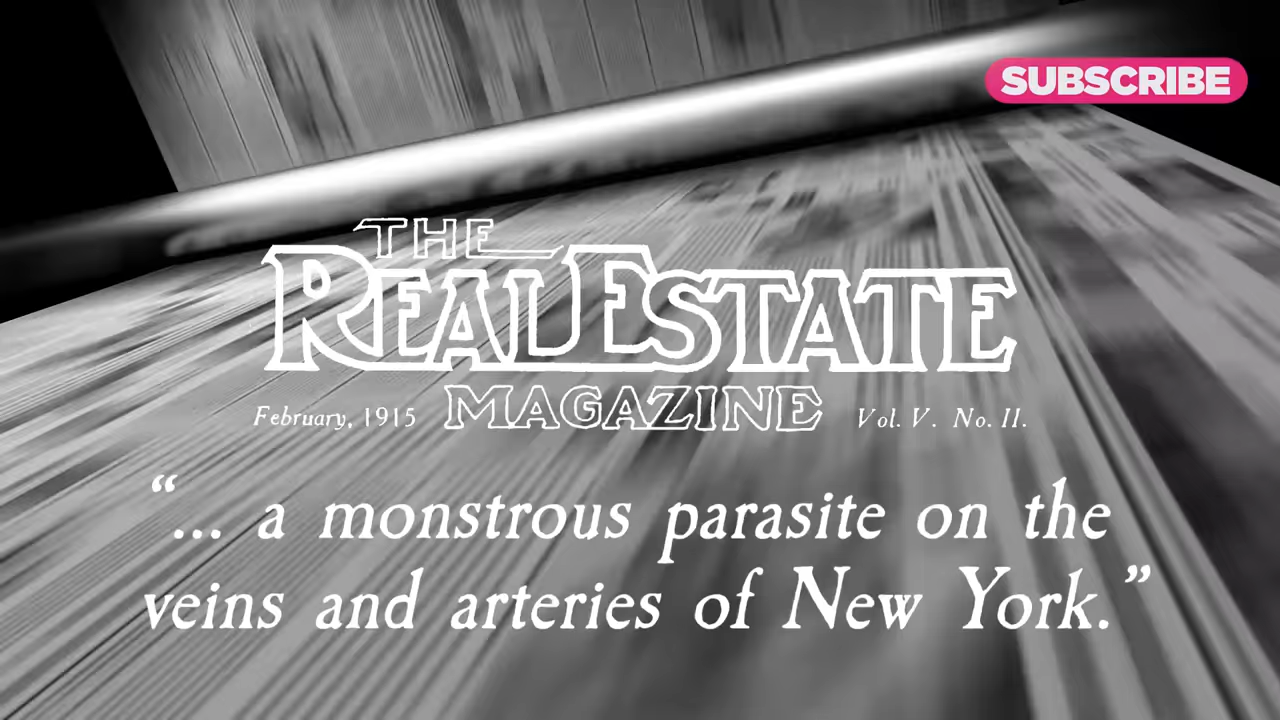 SUBSCRIBE
THE
REAL ESTATE
February, 1915 MAGAZINE Vol. V. No. II.
“... a monstrous parasite on the
veins and arteries of New York.”